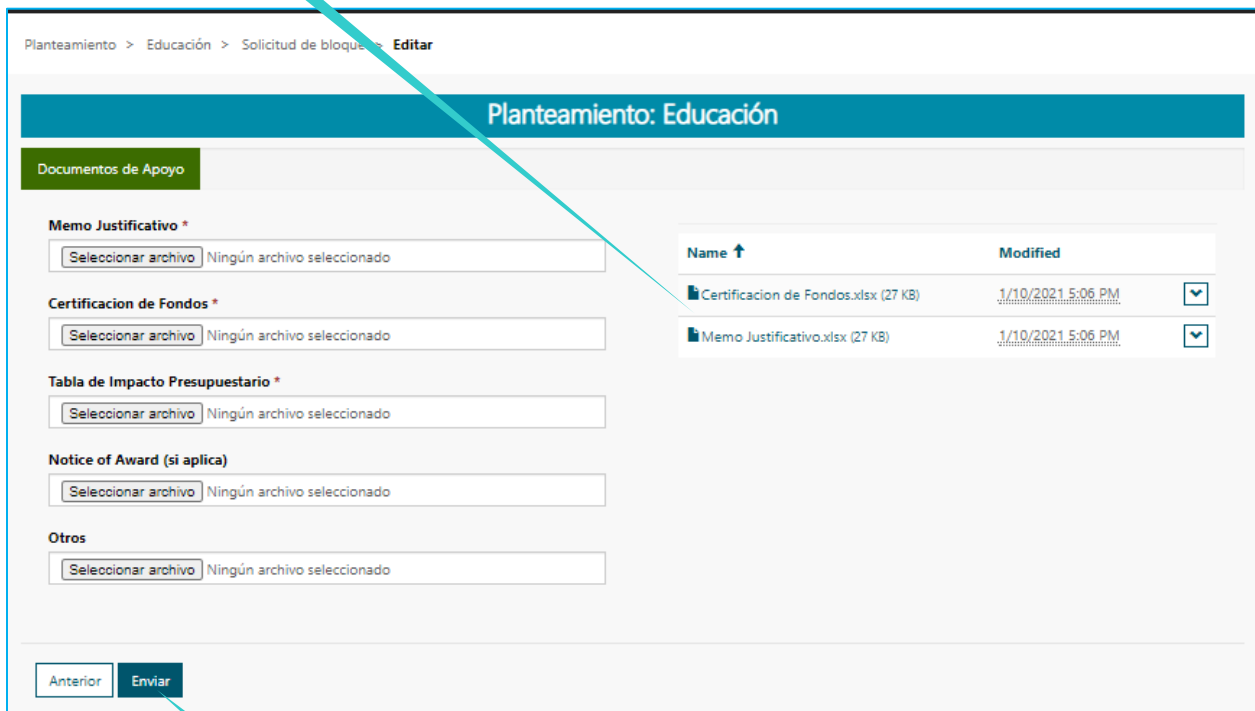 Planteamiento > Educación > Solicitud de bloque > Editar
Planteamiento: Educación
Documentos de Apoyo
Memo Justificativo *
Seleccionar archivo Ningún archivo seleccionado
Certificacion de Fondos *
Seleccionar archivo Ningún archivo seleccionado
Tabla de Impacto Presupuestario *
Seleccionar archivo Ningún archivo seleccionado
Notice of Award (si aplica)
Seleccionar archivo Ningún archivo seleccionado
Otros
Seleccionar archivo Ningún archivo seleccionado
Name ↑ Modified
Certificacion de Fondos.xlsx (27 KB) 1/10/2021 5:06 PM
Memo Justificativo.xlsx (27 KB) 1/10/2021 5:06 PM
Anterior Enviar